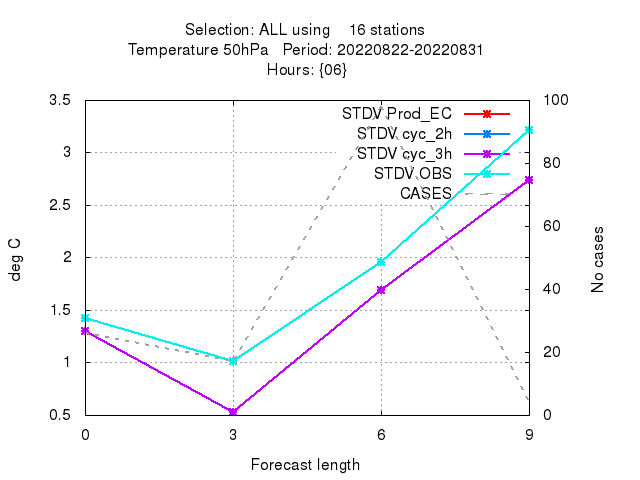 Selection: ALL using    16 stations
Temperature 50hPa   Period: 20220822-20220831
Hours: {06}
STDV Prod_EC
STDV cyc_2h
STDV cyc_3h
STDV OBS
CASES
3.5
3
2.5
2
1.5
1
0.5
deg C
100
80
60
40
20
0
No cases
0 3 6 9
Forecast length